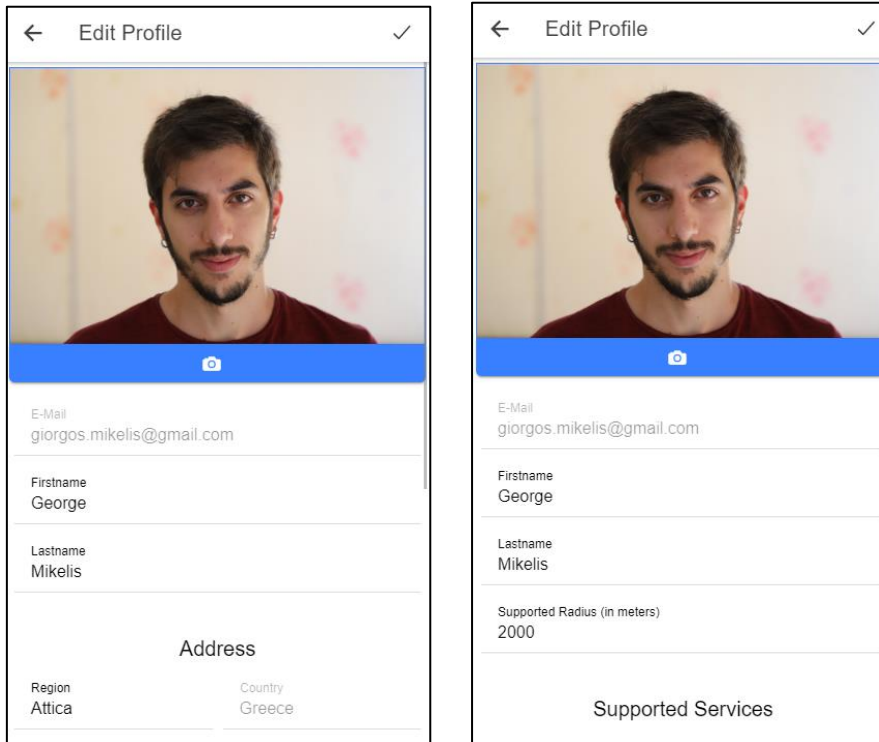 Edit Profile
E-Mail
giorgos.mikelis@gmail.com
Firstname
George
Lastname
Mikelis
Address
Region
Attica
Country
Greece
Edit Profile
E-Mail
giorgos.mikelis@gmail.com
Firstname
George
Lastname
Mikelis
Supported Radius (in meters)
2000
Supported Services